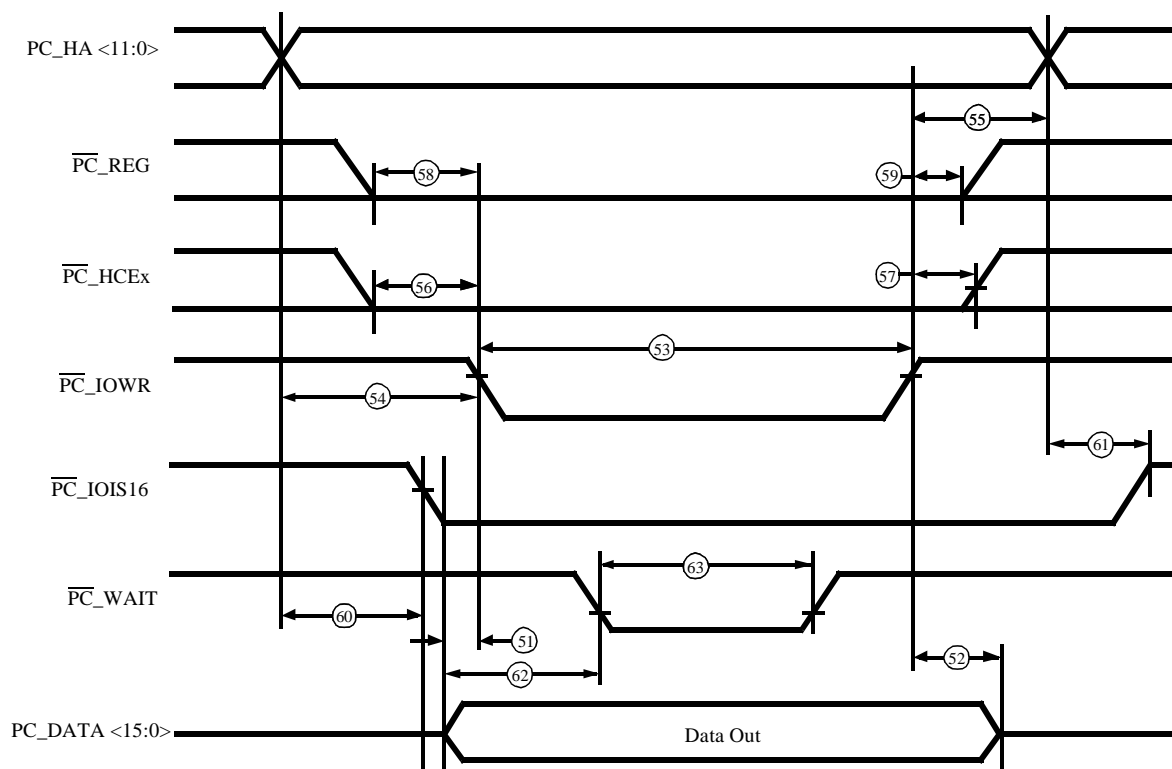 PC_HA <11:0>
55
PC_REG
58
59
PC_HCEx
56
57
53
PC_IOWR
54
61
PC_IOIS16
63
PC_WAIT
60
51
52
62
PC_DATA <15:0>
Data Out